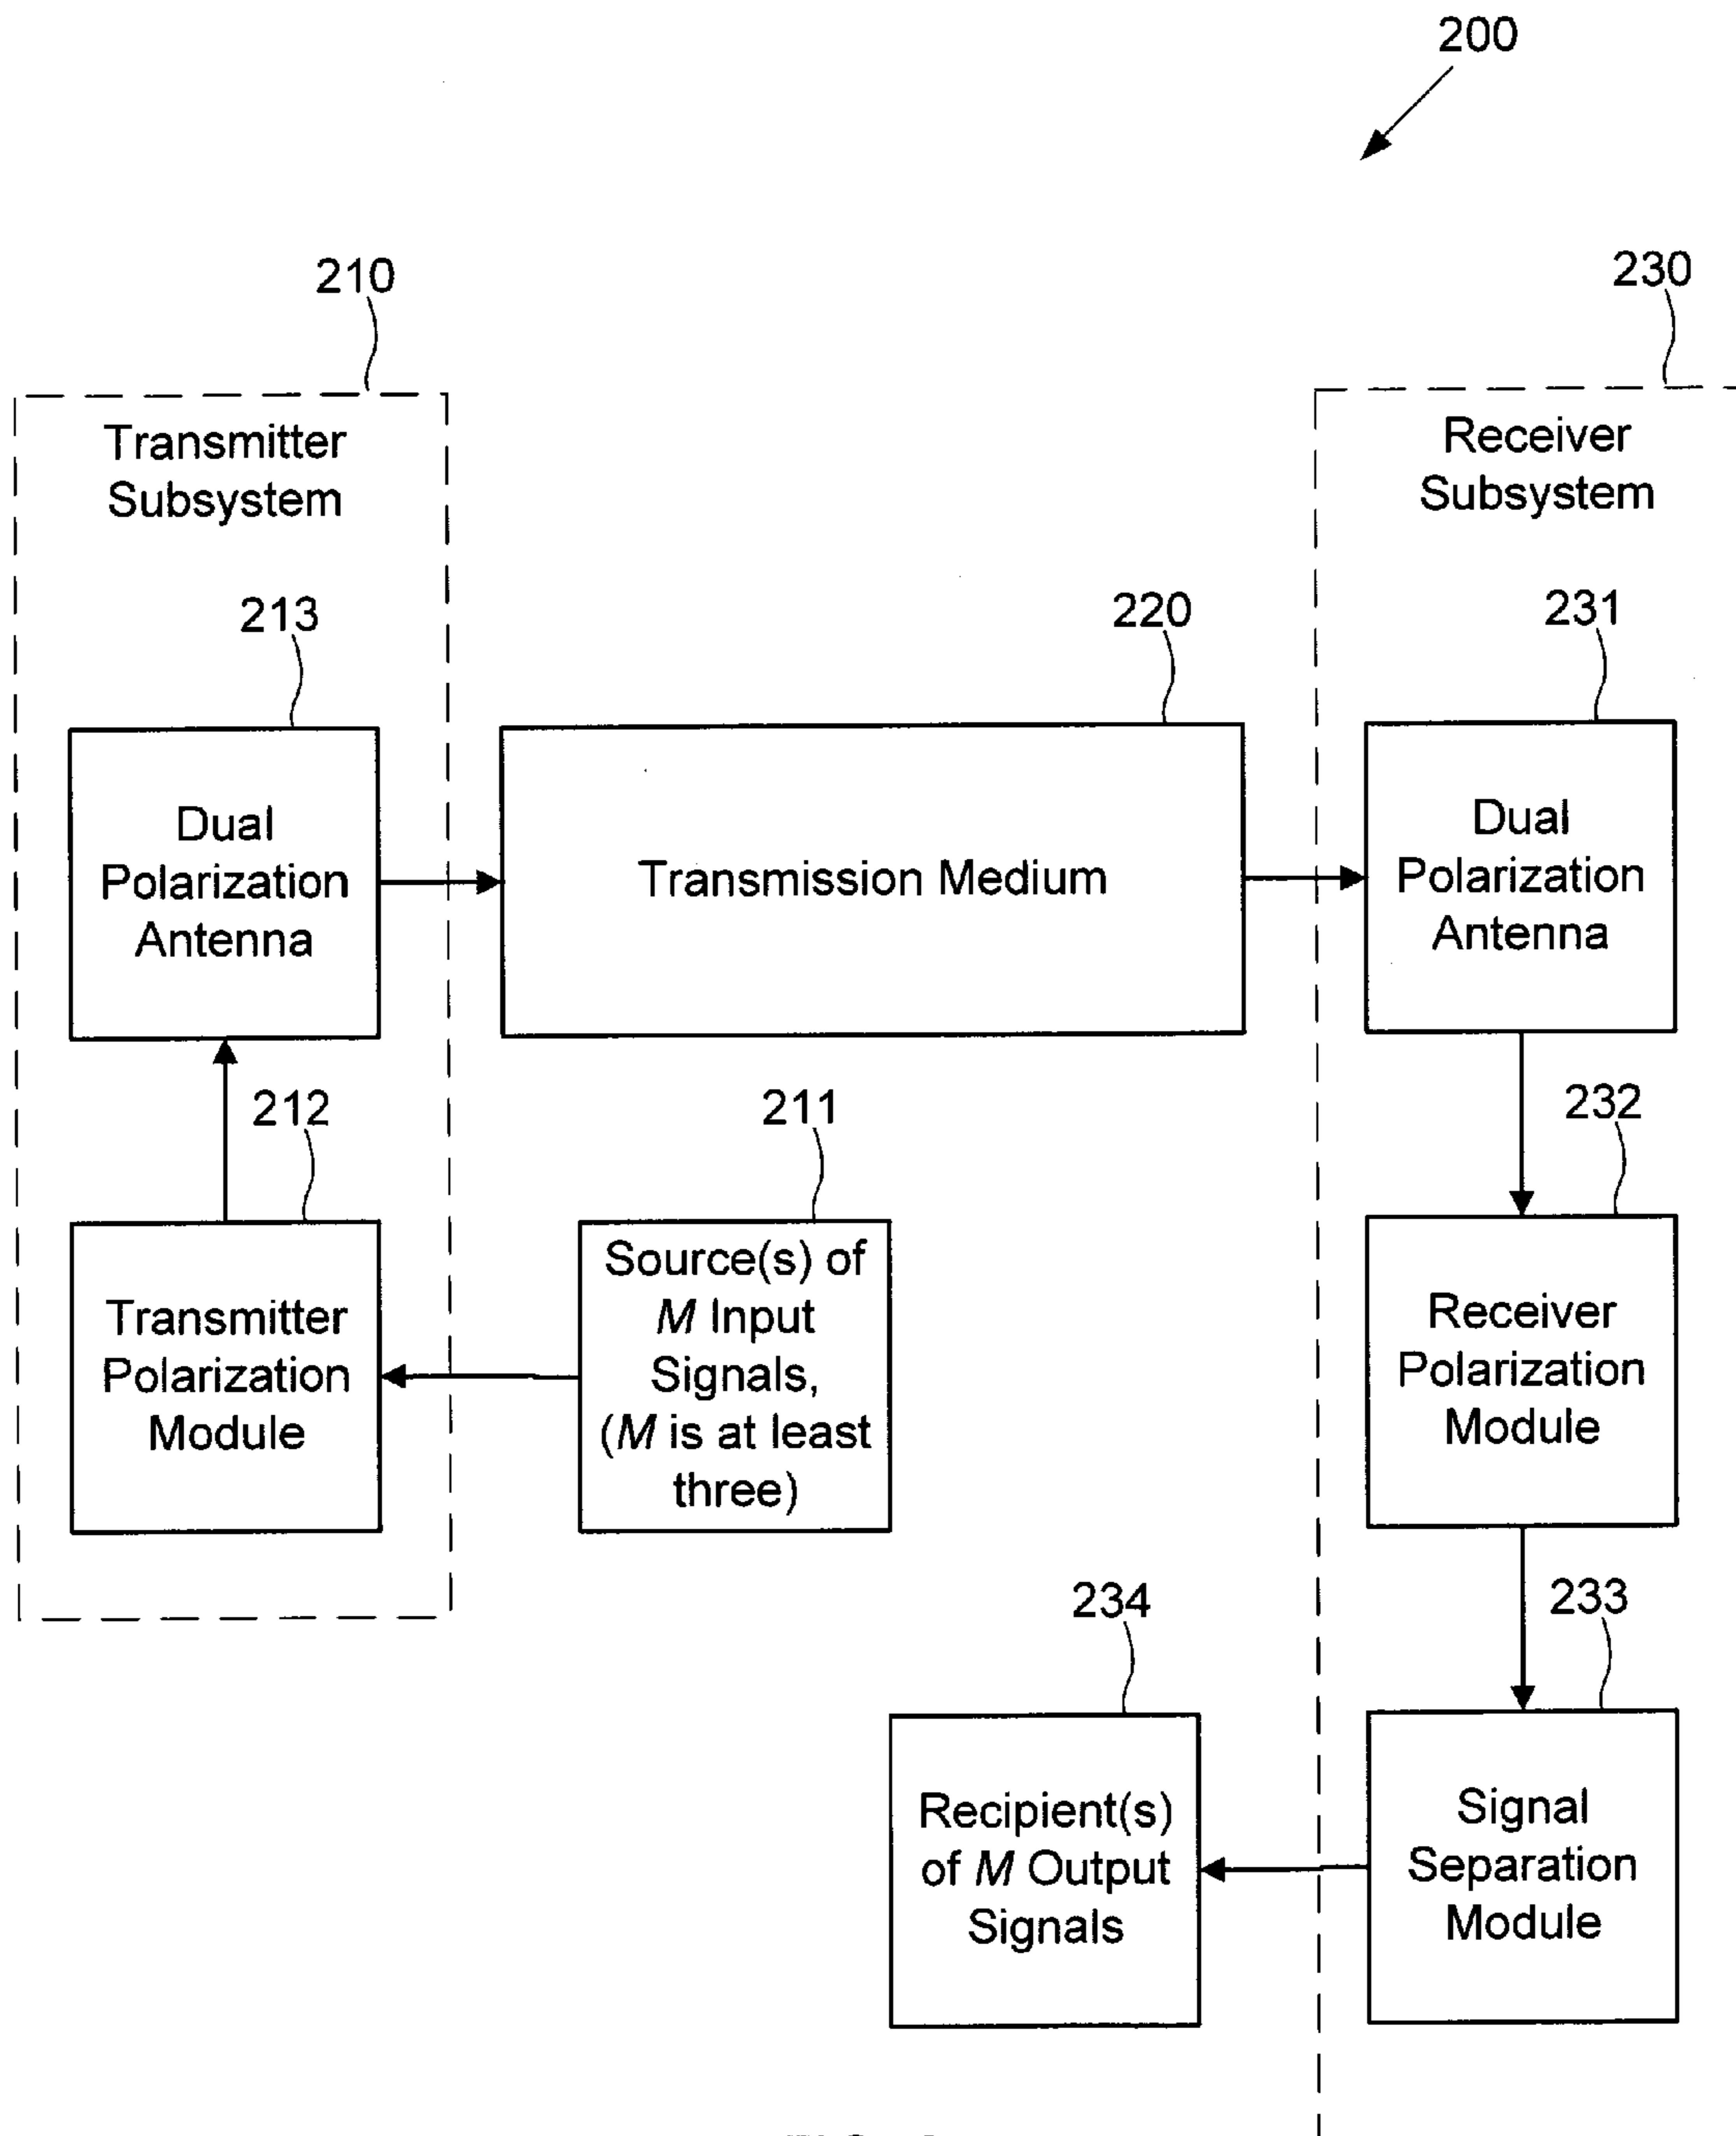 200
210
230
Transmitter
Subsystem
Receiver
Subsystem
213
220
231
Dual
Polarization
Antenna
Transmission Medium
Dual
Polarization
Antenna
212
211
232
Transmitter
Polarization
Module
Source(s) of
M Input
Signals,
(M is at least
three)
Receiver
Polarization
Module
234
233
Recipient(s)
of M Output
Signals
Signal
Separation
Module